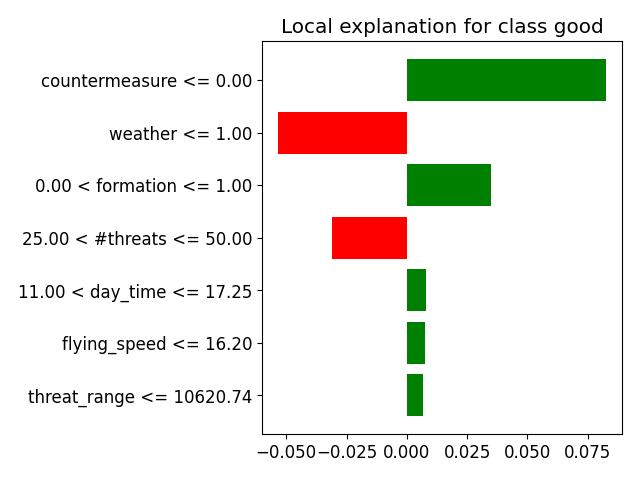 Local explanation for class good
countermeasure <= 0.00
weather <= 1.00
0.00 < formation <= 1.00
25.00 < #threats <= 50.00
11.00 < day_time <= 17.25
flying_speed <= 16.20
threat_range <= 10620.74
−0.050 −0.025 0.000 0.025 0.050 0.075